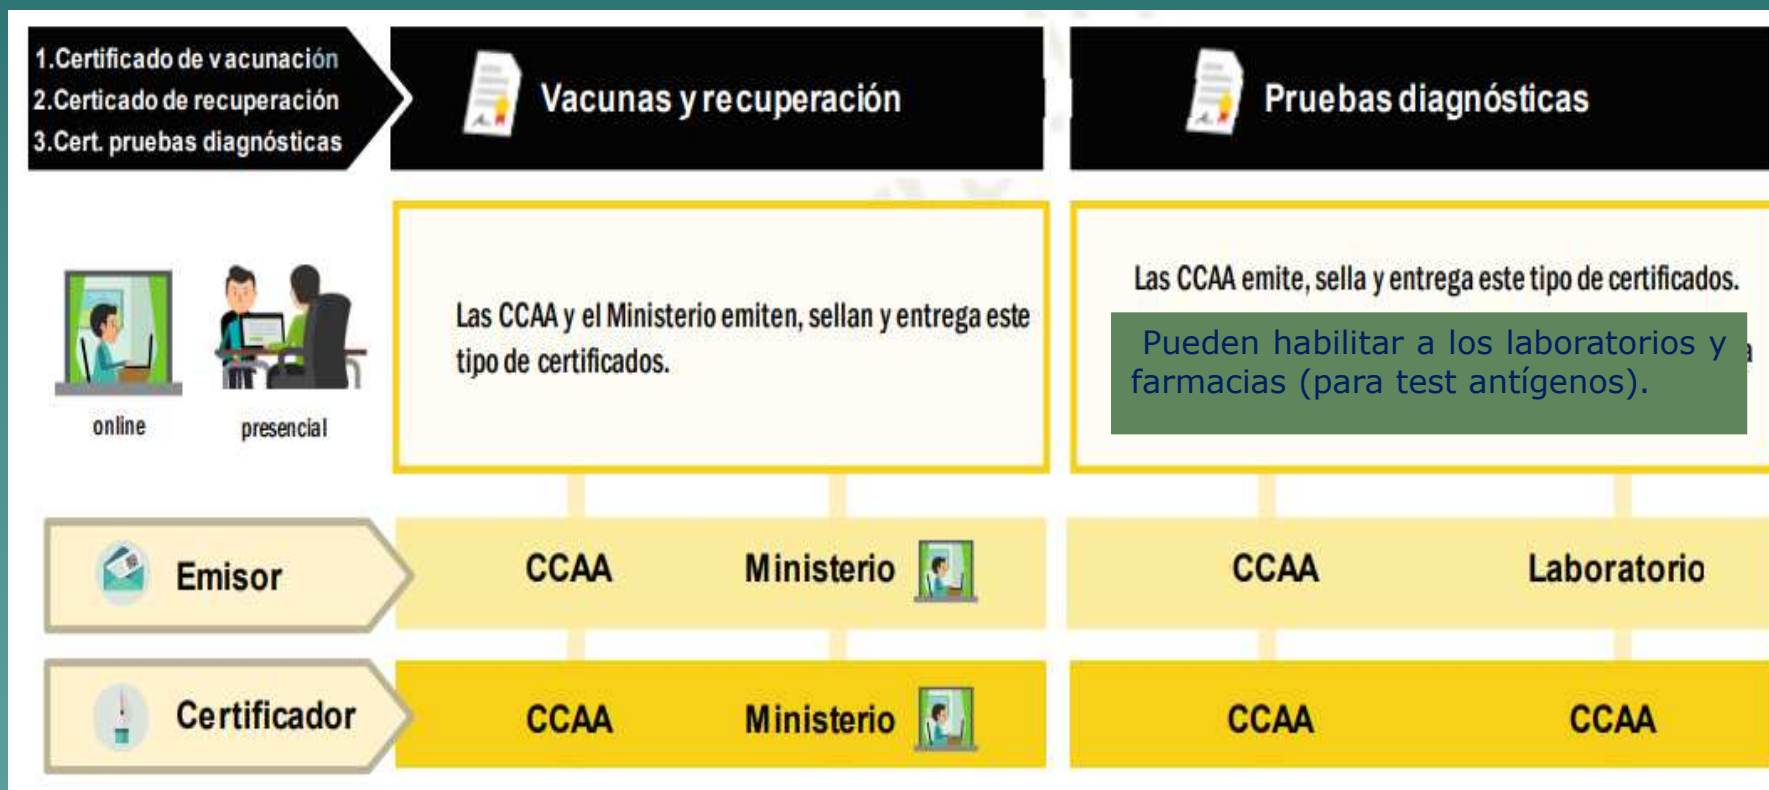 1.Certificado de vacunación
2.Certicado de recuperación
3.Cert. pruebas diagnósticas
Vacunas y recuperación
Pruebas diagnósticas
online
presencial
Las CCAA y el Ministerio emiten, sellan y entrega este
tipo de certificados.
Las CCAA emite, sella y entrega este tipo de certificados.
Pueden habilitar a los laboratorios y
farmacias (para test antígenos).
Emisor
CCAA
Ministerio
CCAA
Laboratorio
Certificador
CCAA
Ministerio
CCAA
CCAA